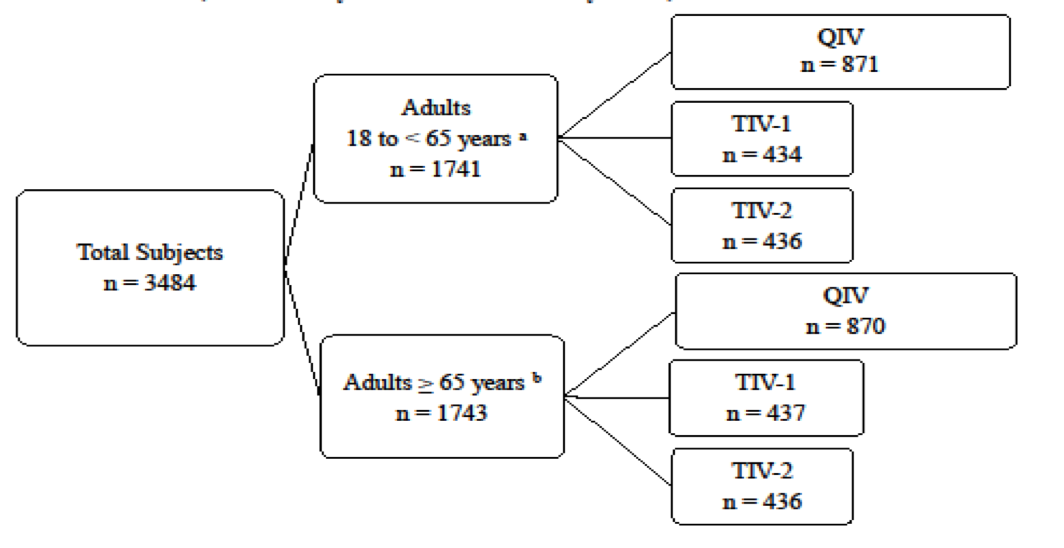 Total Subjects
n = 3484
Adults
18 to < 65 years ª
n = 1741
QIV
n = 871
TIV-1
n = 434
TIV-2
n = 436
Adults ≥ 65 years ᵇ
n = 1743
QIV
n = 870
TIV-1
n = 437
TIV-2
n = 436